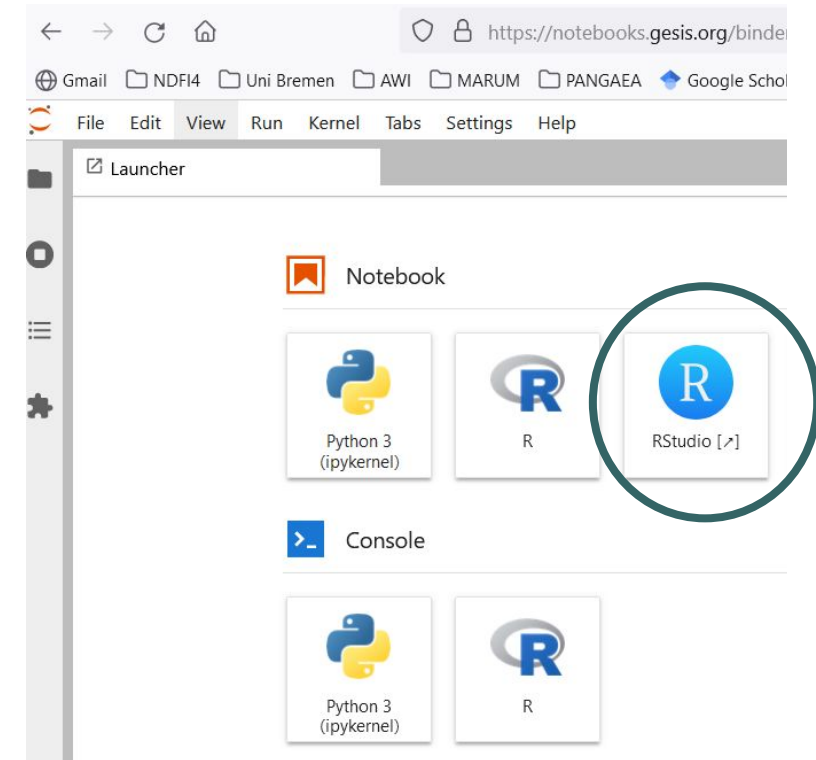 https://notebooks.gesis.org/binde
Gmail NDFI4 Uni Bremen AWI MARUM PANGAEA Google Schol
File Edit View Run Kernel Tabs Settings Help
Launcher
Notebook
Python 3
(ipykernel)
R
R
R
RStudio [↗]
>_ Console
Python 3
(ipykernel)
R
R